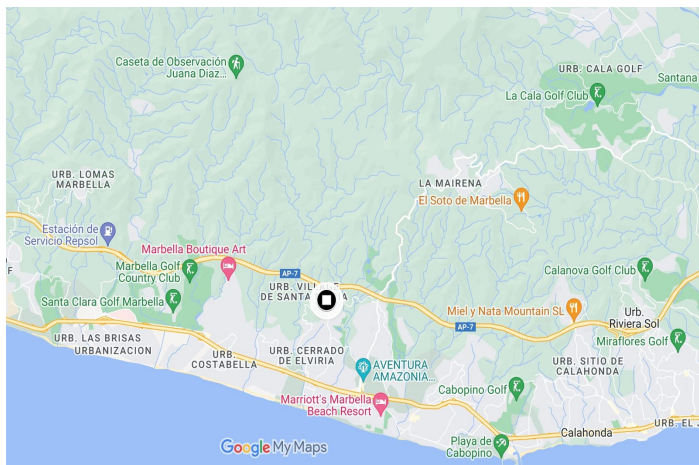 Caseta de Observación
Juana Diaz...
URB. CALA GOLF
Santana
La Cala Golf Club
URB. LOMAS
MARBELLA
LA MAIRENA
El Soto de Marbella
Estación de
Servicio Repsol
Marbella Boutique Art
Marbella Golf
Country Club
AP-7
Calanova Golf Club
URB.
DE SANTA
Santa Clara Golf Marbella
Miel y Nata Mountain SL
Urb.
Riviera Sol
AP-7
URB. LAS BRISAS
URBANIZACION
URB.
COSTABELLA
URB. CERRADO
DE ELVIRIA
Miraflores Golf
AVENTURA
AMAZONIA...
URB. SITIO DE
CALAHONDA
Cabopino Golf
Marriott's Marbella
Beach Resort
URB. EL J
Calahonda
Playa de
Cabopino
Google My Maps